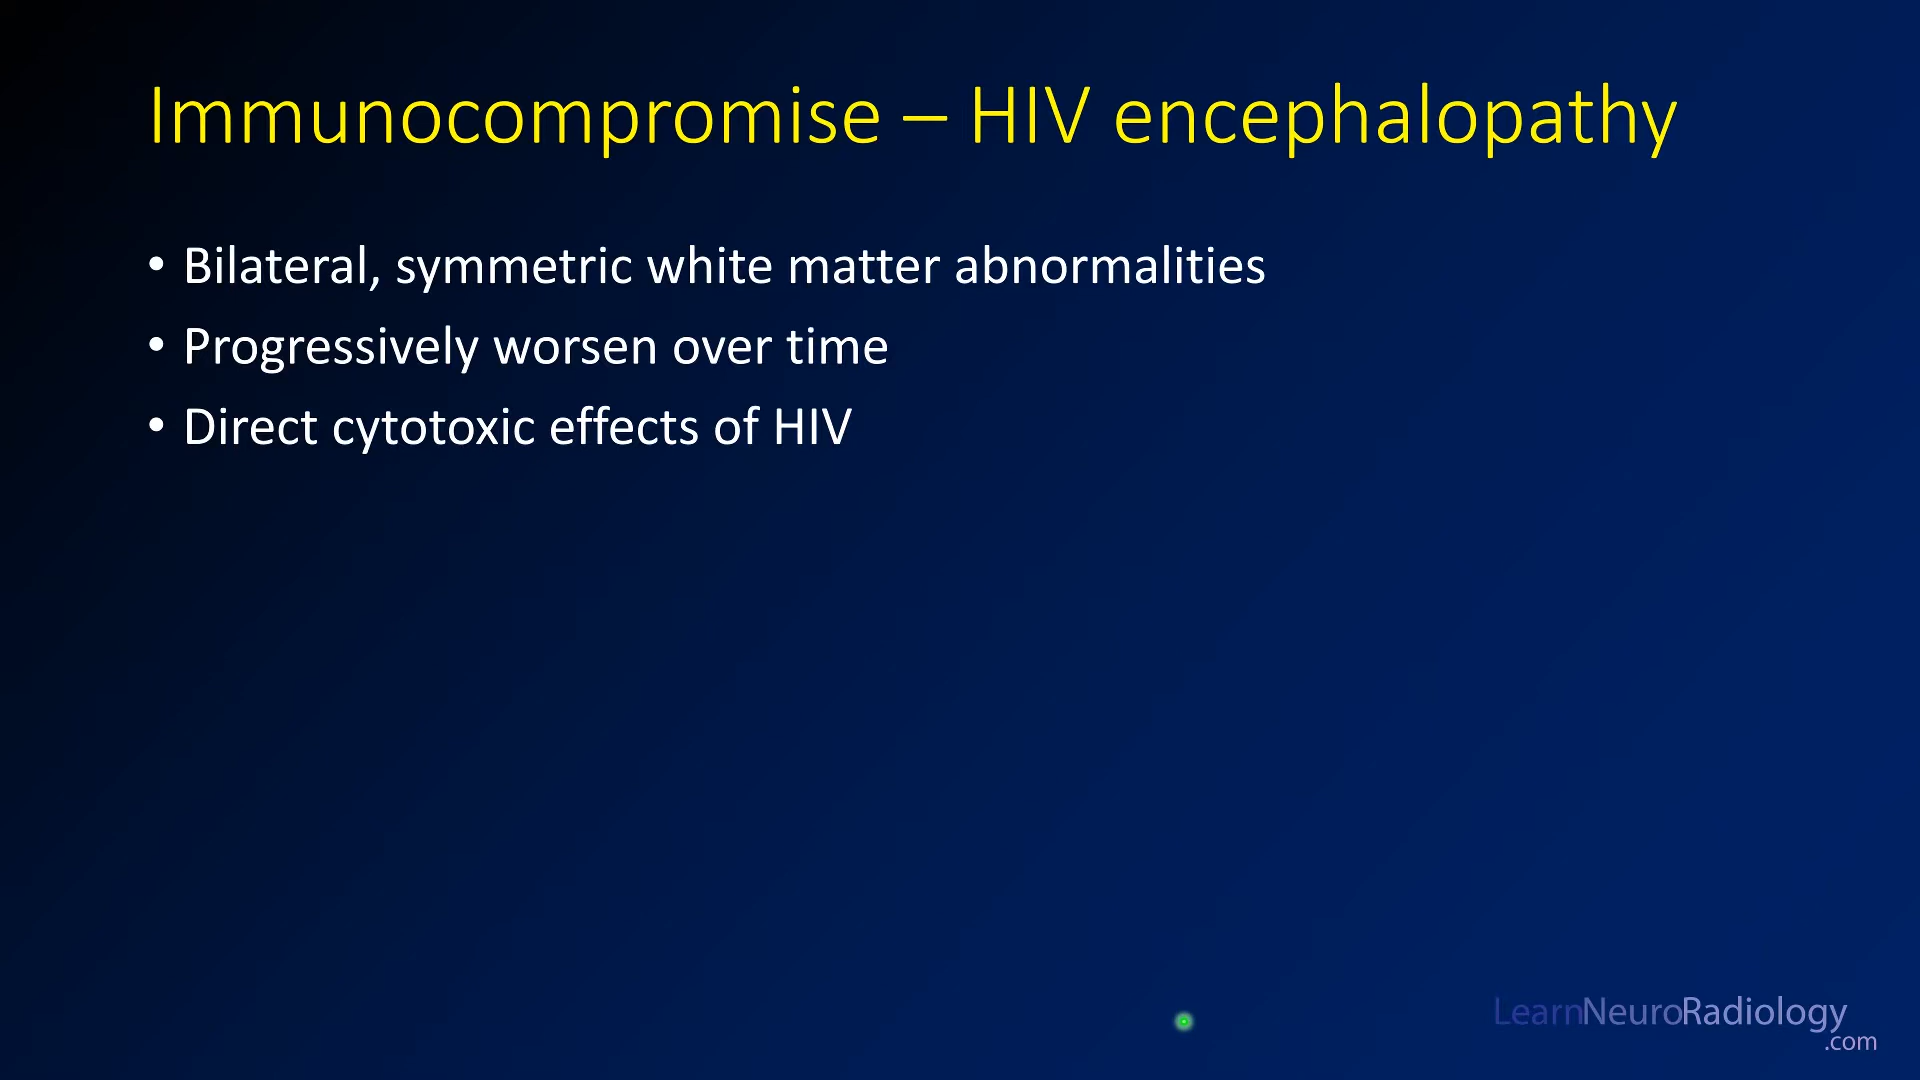 Immunocompromise – HIV encephalopathy
• Bilateral, symmetric white matter abnormalities
• Progressively worsen over time
• Direct cytotoxic effects of HIV
LearnNeuroRadiology
.com